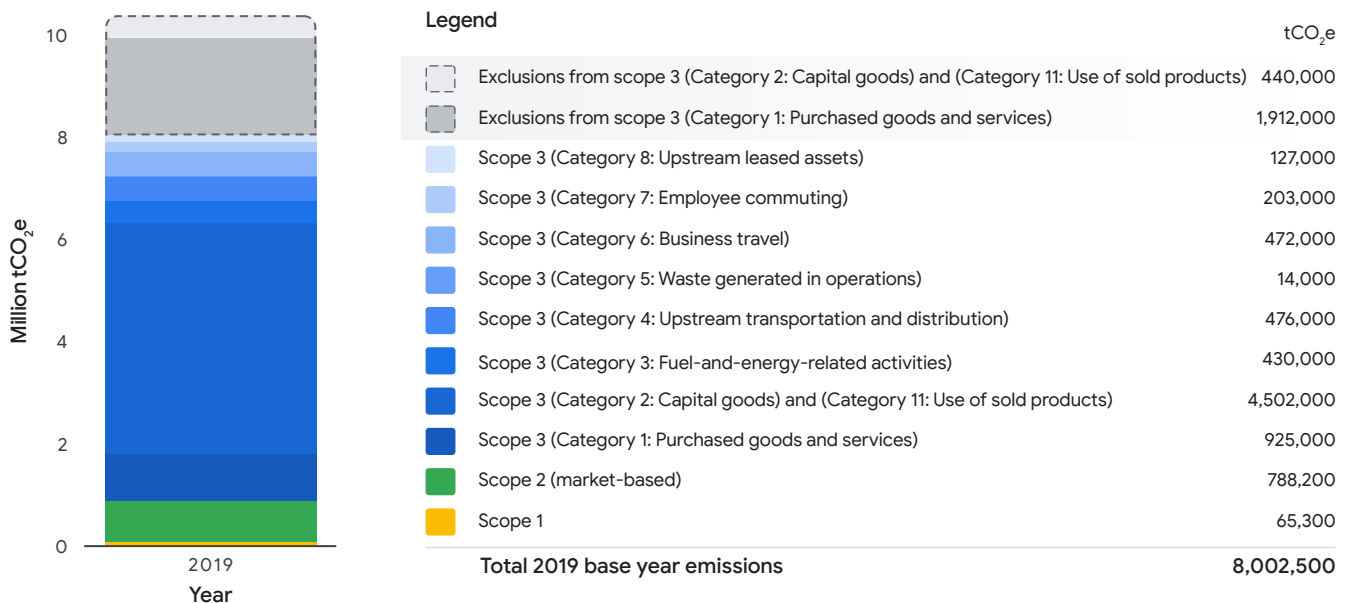 Legend
tCO₂e
Exclusions from scope 3 (Category 2: Capital goods) and (Category 11: Use of sold products) 440,000
Exclusions from scope 3 (Category 1: Purchased goods and services) 1,912,000
Scope 3 (Category 8: Upstream leased assets) 127,000
Scope 3 (Category 7: Employee commuting) 203,000
Scope 3 (Category 6: Business travel) 472,000
Scope 3 (Category 5: Waste generated in operations) 14,000
Scope 3 (Category 4: Upstream transportation and distribution) 476,000
Scope 3 (Category 3: Fuel-and-energy-related activities) 430,000
Scope 3 (Category 2: Capital goods) and (Category 11: Use of sold products) 4,502,000
Scope 3 (Category 1: Purchased goods and services) 925,000
Scope 2 (market-based) 788,200
Scope 1 65,300
Total 2019 base year emissions 8,002,500
Million tCO₂e
10
8
6
4
2
0
2019
Year